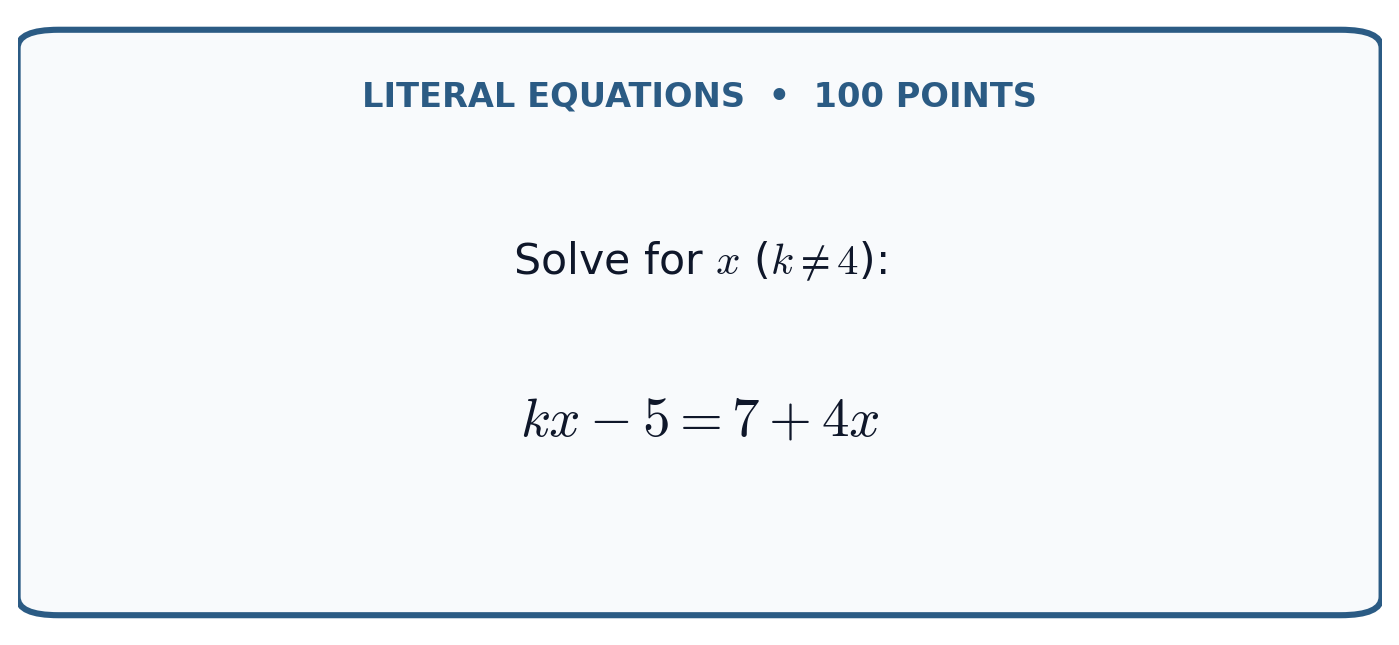 LITERAL EQUATIONS • 100 POINTS
Solve for x (k ≠ 4):
kx − 5 = 7 + 4x